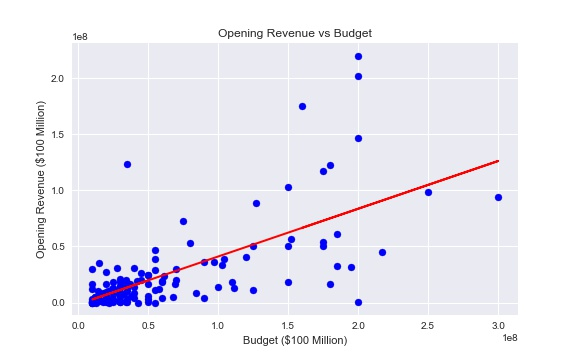 Opening Revenue vs Budget
1e8
2.0
1.5
1.0
0.5
0.0
Opening Revenue ($100 Million)
0.0 0.5 1.0 1.5 2.0 2.5 3.0
1e8
Budget ($100 Million)